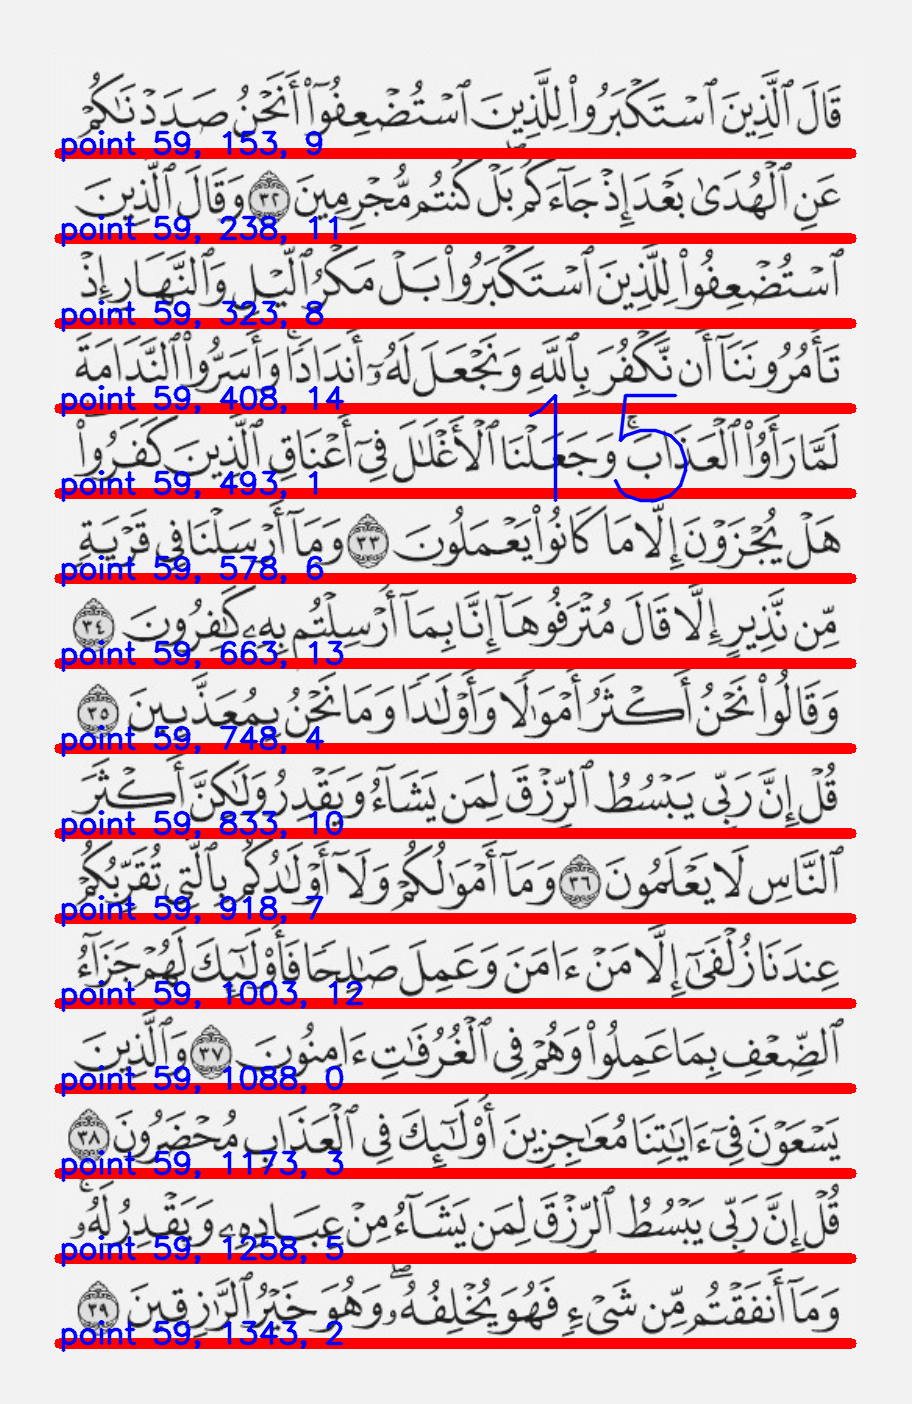 قَالَ ٱلَّذِينَ ٱسْتَكْبَرُوا۟ لِلَّذِينَ ٱسْتُضْعِفُوٓا۟ أَنَحْنُ صَدَدْنَـٰكُمْ
point 59, 153, 9
عَنِ ٱلْهُدَىٰ بَعْدَ إِذْ جَآءَكُم ۖ بَلْ كُنتُم مُّجْرِمِينَ ٣٢ وَقَالَ ٱلَّذِينَ
point 59, 238, 11
ٱسْتُضْعِفُوا۟ لِلَّذِينَ ٱسْتَكْبَرُوا۟ بَلْ مَكْرُ ٱلَّيْلِ وَٱلنَّهَارِ إِذْ
point 59, 323, 8
تَأْمُرُونَنَآ أَن نَّكْفُرَ بِٱللَّهِ وَنَجْعَلَ لَهُۥٓ أَندَادًا ۚ وَأَسَرُّوا۟ ٱلنَّدَامَةَ
point 59, 408, 14
لَمَّا رَأَوُا۟ ٱلْعَذَابَ ۚ وَجَعَلْنَا ٱلْأَغْلَـٰلَ فِىٓ أَعْنَاقِ ٱلَّذِينَ كَفَرُوا۟ ۖ
15
point 59, 493, 1
هَلْ يُجْزَوْنَ إِلَّا مَا كَانُوا۟ يَعْمَلُونَ ٣٣ وَمَآ أَرْسَلْنَا فِى قَرْيَةٍ
point 59, 578, 6
مِّن نَّذِيرٍ إِلَّا قَالَ مُتْرَفُوهَآ إِنَّا بِمَآ أُرْسِلْتُم بِهِۦ كَـٰفِرُونَ ٣٤
point 59, 663, 13
وَقَالُوا۟ نَحْنُ أَكْثَرُ أَمْوَٰلًا وَأَوْلَـٰدًا وَمَا نَحْنُ بِمُعَذَّبِينَ ٣٥
point 59, 748, 4
قُلْ إِنَّ رَبِّى يَبْسُطُ ٱلرِّزْقَ لِمَن يَشَآءُ وَيَقْدِرُ وَلَـٰكِنَّ أَكْثَرَ
point 59, 833, 10
ٱلنَّاسِ لَا يَعْلَمُونَ ٣٦ وَمَآ أَمْوَٰلُكُمْ وَلَآ أَوْلَـٰدُكُم بِٱلَّتِى تُقَرِّبُكُمْ
point 59, 918, 7
عِندَنَا زُلْفَىٰٓ إِلَّا مَنْ ءَامَنَ وَعَمِلَ صَـٰلِحًا فَأُو۟لَـٰٓئِكَ لَهُمْ جَزَآءُ
point 59, 1003, 12
ٱلضِّعْفِ بِمَا عَمِلُوا۟ وَهُمْ فِى ٱلْغُرُفَـٰتِ ءَامِنُونَ ٣٧ وَٱلَّذِينَ
point 59, 1088, 0
يَسْعَوْنَ فِىٓ ءَايَـٰتِنَا مُعَـٰجِزِينَ أُو۟لَـٰٓئِكَ فِى ٱلْعَذَابِ مُحْضَرُونَ ٣٨
point 59, 1173, 3
قُلْ إِنَّ رَبِّى يَبْسُطُ ٱلرِّزْقَ لِمَن يَشَآءُ مِنْ عِبَادِهِۦ وَيَقْدِرُ لَهُۥ ۚ
point 59, 1258, 5
وَمَآ أَنفَقْتُم مِّن شَىْءٍ فَهُوَ يُخْلِفُهُۥ ۖ وَهُوَ خَيْرُ ٱلرَّٰزِقِينَ ٣٩
point 59, 1343, 2